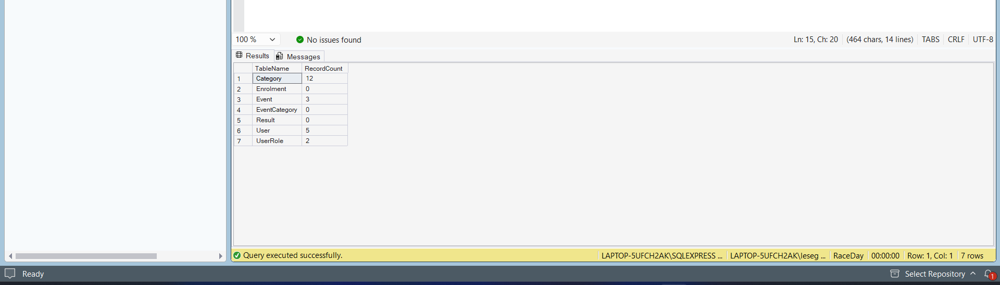 100 % No issues found Ln: 15, Ch: 20 (464 chars, 14 lines) TABS CRLF UTF-8
Results Messages
TableName RecordCount
1 Category 12
2 Enrolment 0
3 Event 3
4 EventCategory 0
5 Result 0
6 User 5
7 UserRole 2
Query executed successfully. LAPTOP-5UFCH2AK\SQLEXPRESS ... LAPTOP-5UFCH2AK\leseg ... RaceDay 00:00:00 Row: 1, Col: 1 7 rows
Ready Select Repository 1